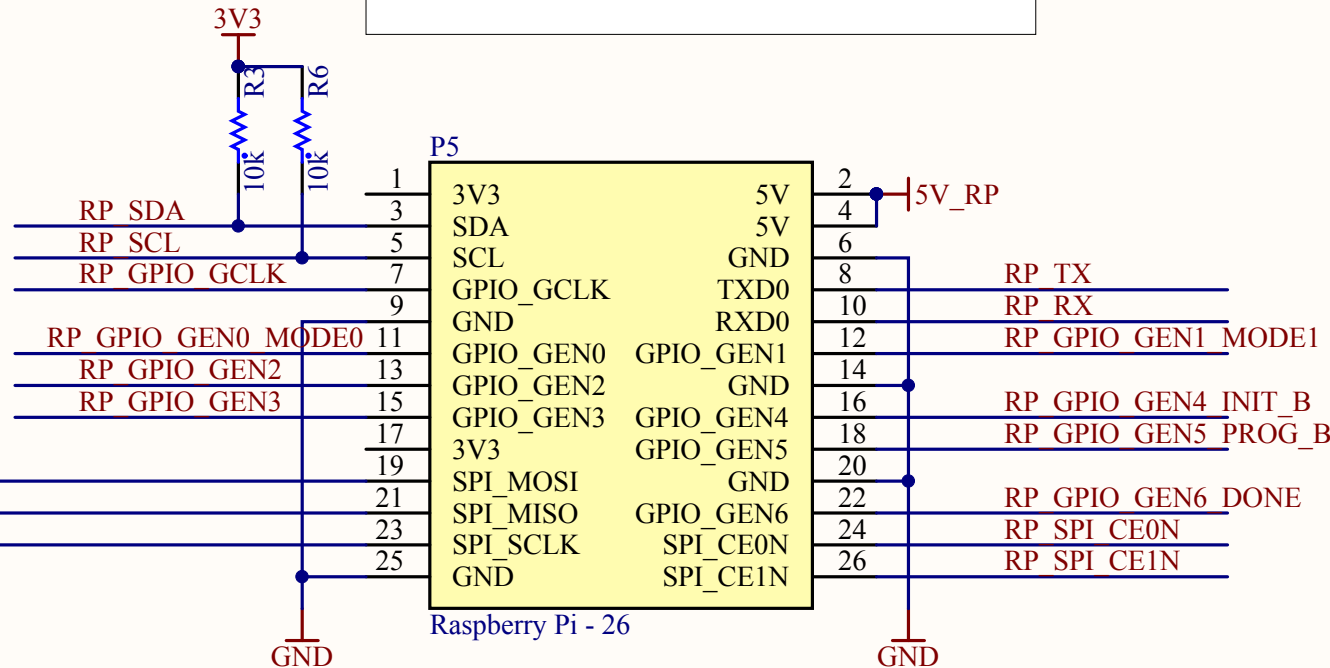 3V3
R3
R6
10k
10k
P5
1 3V3 5V 2 5V_RP
RP_SDA 3 SDA 5V 4
RP_SCL 5 SCL GND 6
RP_GPIO_GCLK 7 GPIO_GCLK TXD0 8 RP_TX
9 GND RXD0 10 RP_RX
RP_GPIO_GEN0_MODE0 11 GPIO_GEN0 GPIO_GEN1 12 RP_GPIO_GEN1_MODE1
RP_GPIO_GEN2 13 GPIO_GEN2 GND 14
RP_GPIO_GEN3 15 GPIO_GEN3 GPIO_GEN4 16 RP_GPIO_GEN4_INIT_B
17 3V3 GPIO_GEN5 18 RP_GPIO_GEN5_PROG_B
19 SPI_MOSI GND 20
21 SPI_MISO GPIO_GEN6 22 RP_GPIO_GEN6_DONE
23 SPI_SCLK SPI_CE0N 24 RP_SPI_CE0N
25 GND SPI_CE1N 26 RP_SPI_CE1N
Raspberry Pi - 26
GND GND